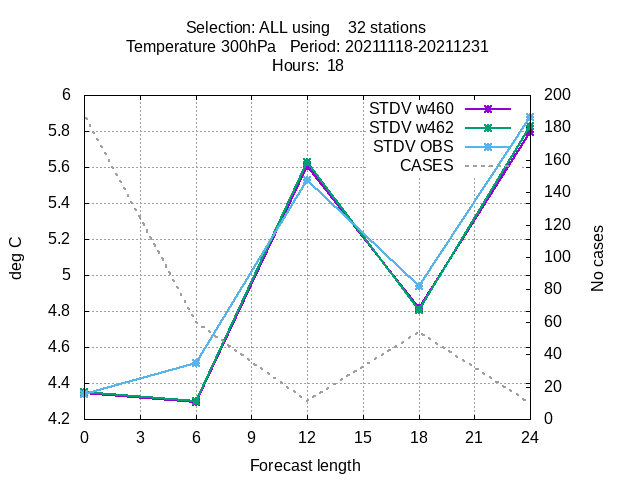 Selection: ALL using    32 stations
Temperature 300hPa   Period: 20211118-20211231
Hours:  18
STDV w460
STDV w462
STDV OBS
CASES
6
5.8
5.6
5.4
5.2
5
4.8
4.6
4.4
4.2
deg C
200
180
160
140
120
100
80
60
40
20
0
No cases
0 3 6 9 12 15 18 21 24
Forecast length